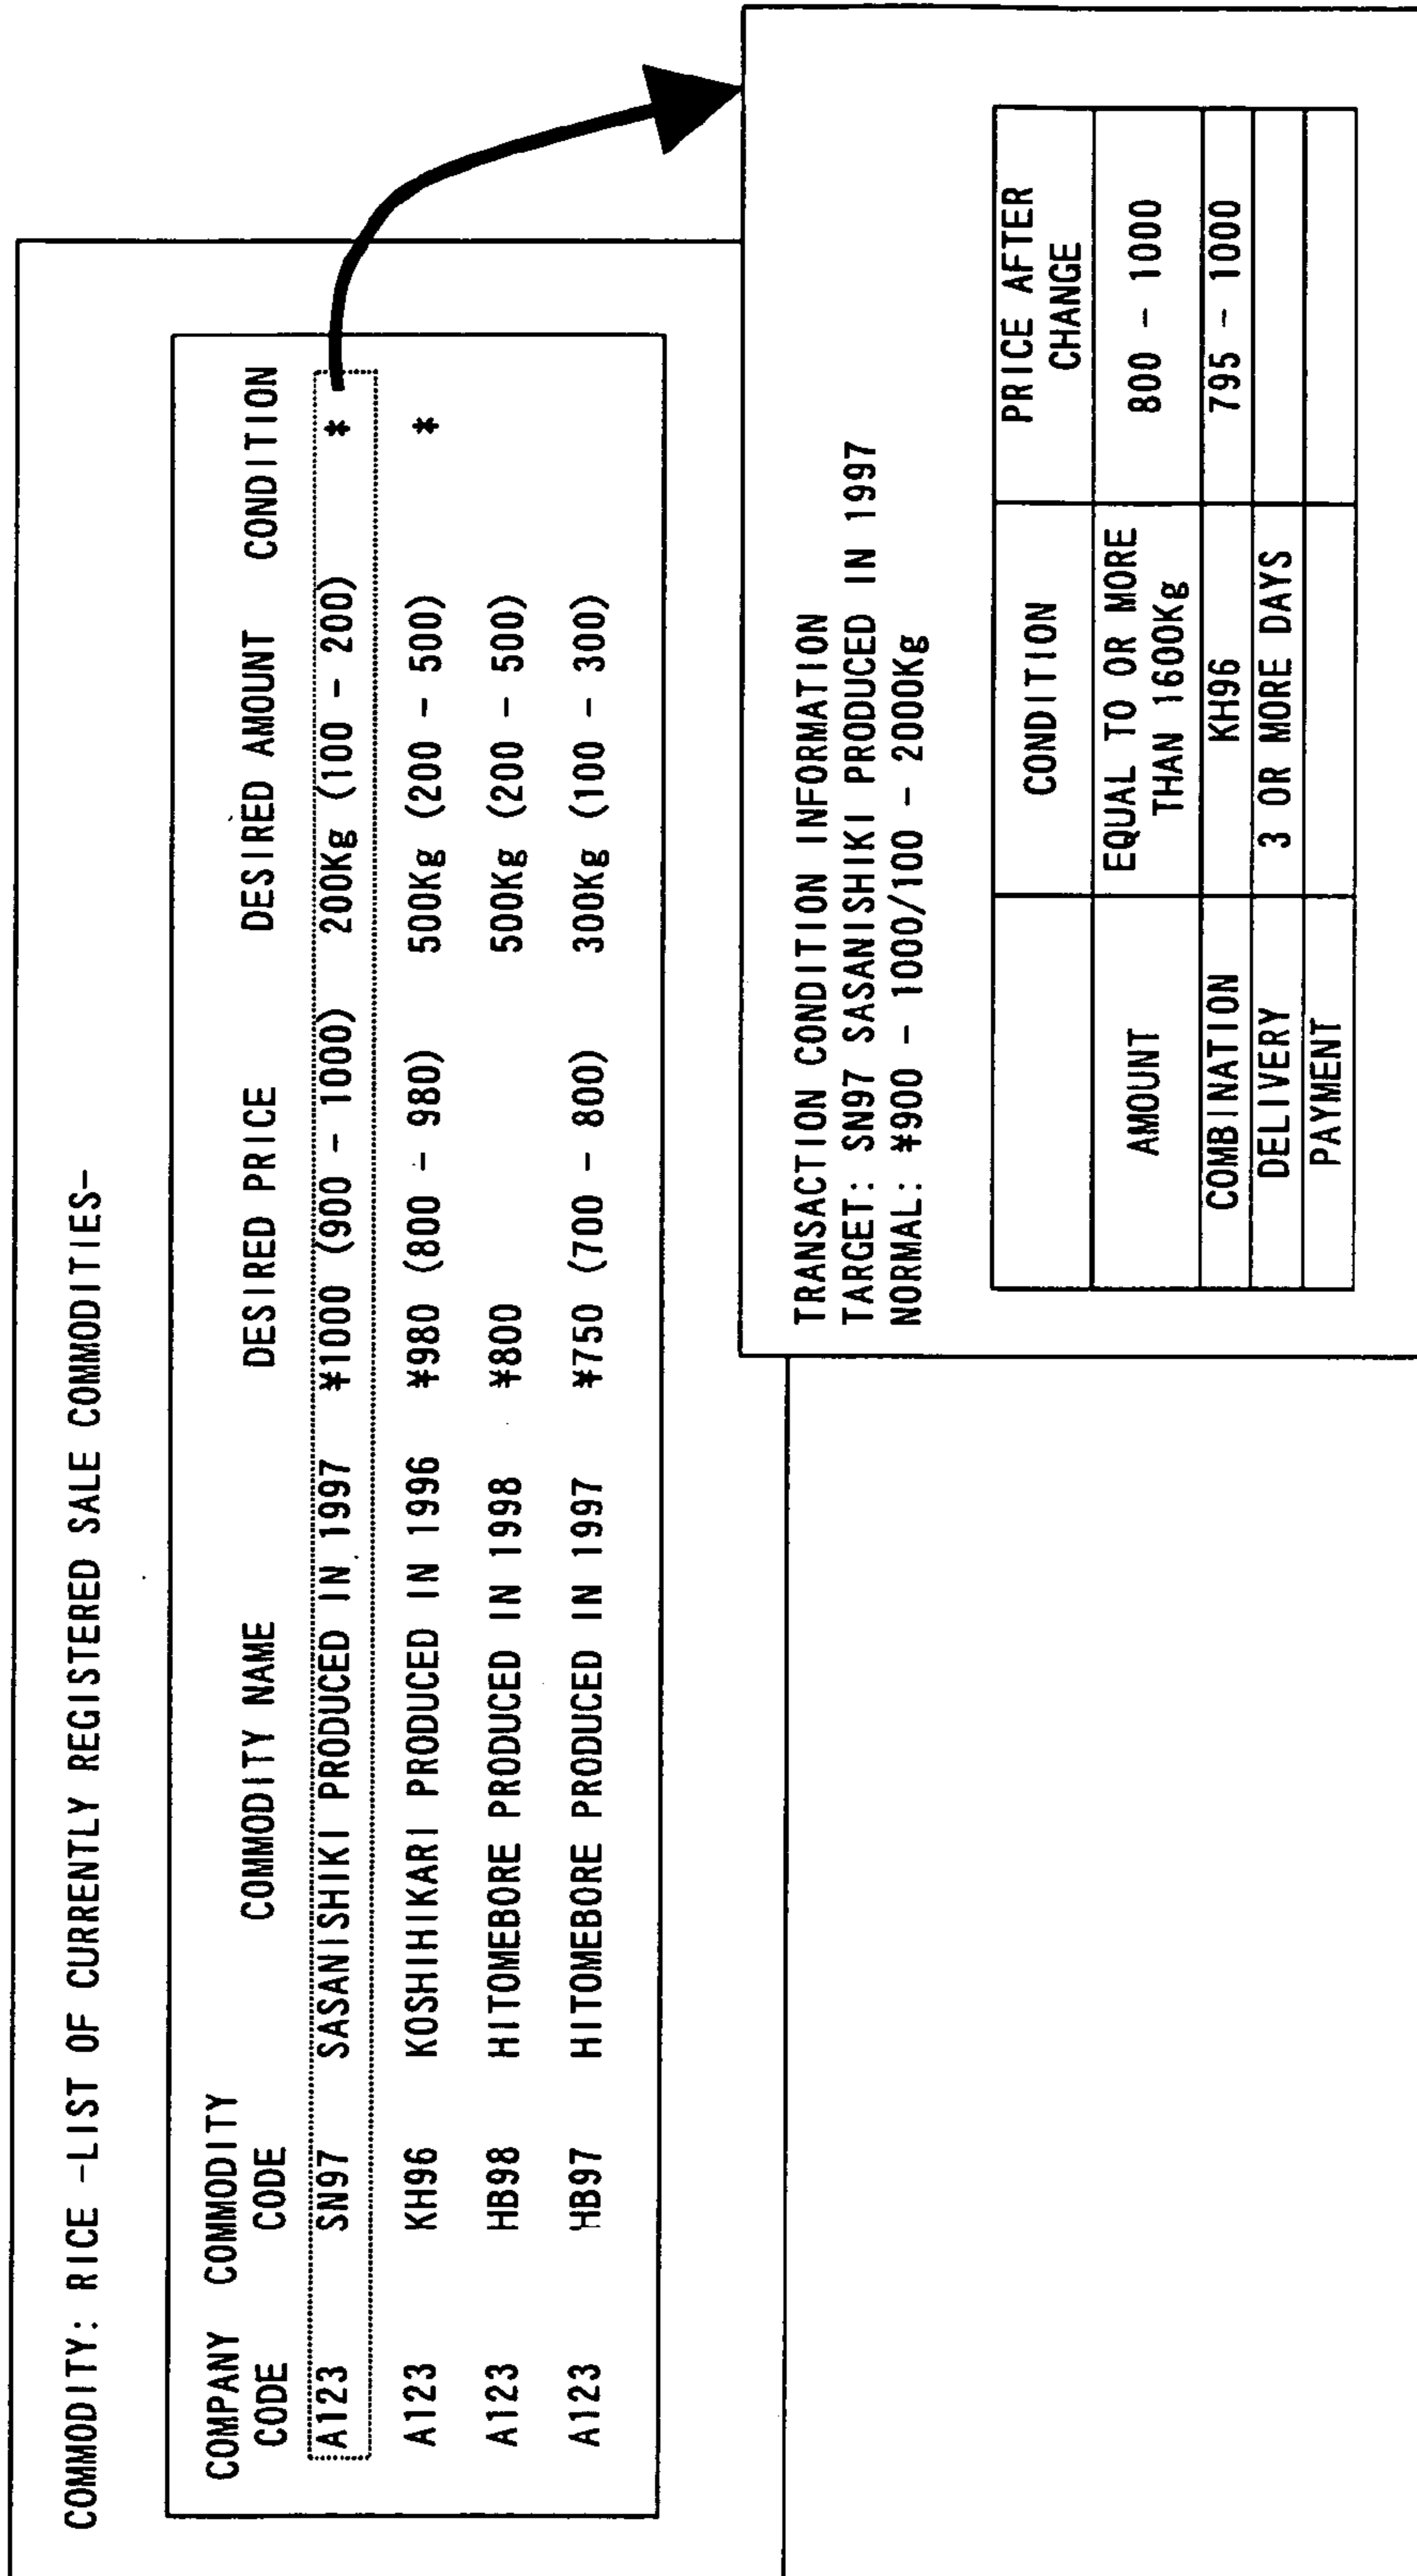 COMMODITY: RICE -LIST OF CURRENTLY REGISTERED SALE COMMODITIES-
COMPANY CODE COMMODITY CODE COMMODITY NAME DESIRED PRICE DESIRED AMOUNT CONDITION
A123 SN97 SASANISHIKI PRODUCED IN 1997 ¥1000 (900 - 1000) 200Kg (100 - 200) *
A123 KH96 KOSHIHIKARI PRODUCED IN 1996 ¥980 (800 - 980) 500Kg (200 - 500) *
A123 HB98 HITOMEBORE PRODUCED IN 1998 ¥800 500Kg (200 - 500)
A123 HB97 HITOMEBORE PRODUCED IN 1997 ¥750 (700 - 800) 300Kg (100 - 300)
TRANSACTION CONDITION INFORMATION
TARGET: SN97 SASANISHIKI PRODUCED IN 1997
NORMAL: ¥900 - 1000/100 - 2000Kg
CONDITION PRICE AFTER CHANGE
AMOUNT EQUAL TO OR MORE THAN 1600Kg 800 - 1000
COMBINATION KH96 795 - 1000
DELIVERY 3 OR MORE DAYS
PAYMENT